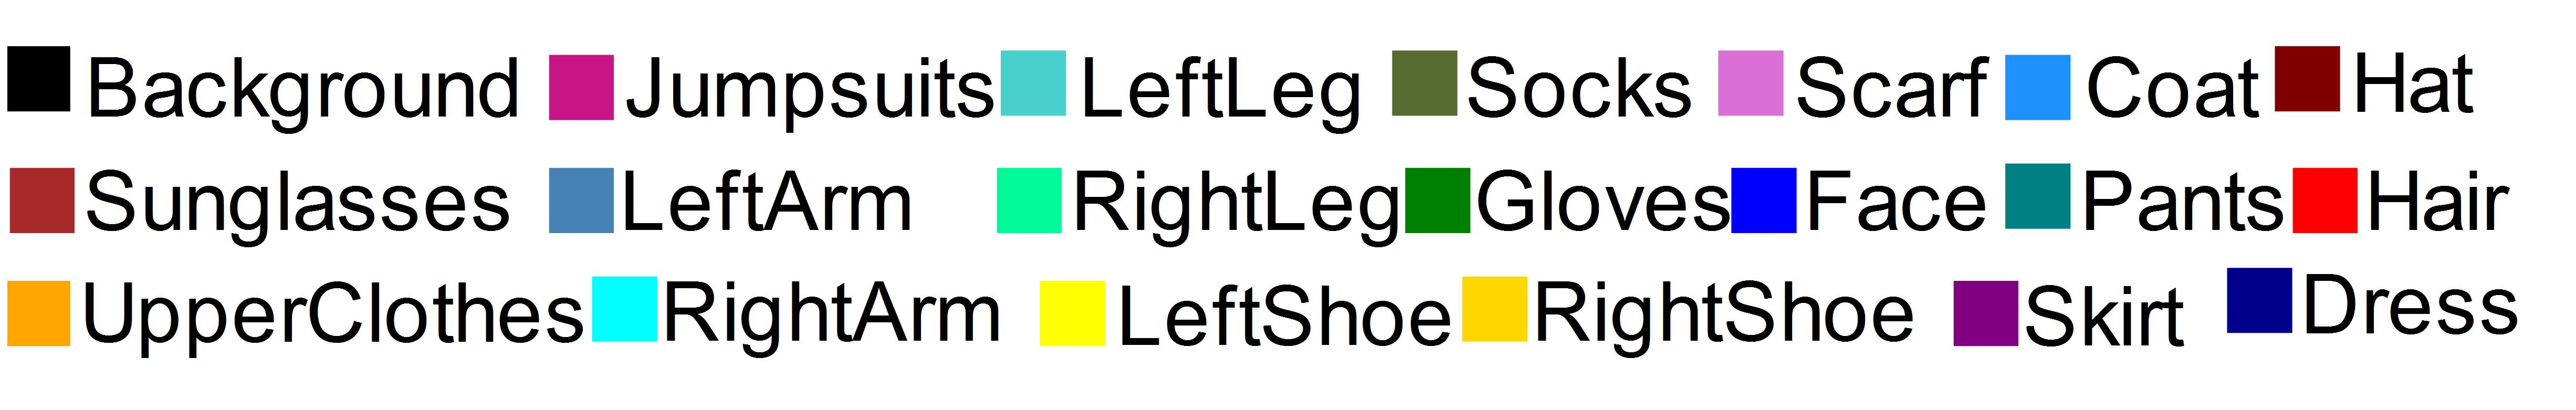 Background Jumpsuits LeftLeg Socks Scarf Coat Hat
Sunglasses LeftArm RightLeg Gloves Face Pants Hair
UpperClothes RightArm LeftShoe RightShoe Skirt Dress